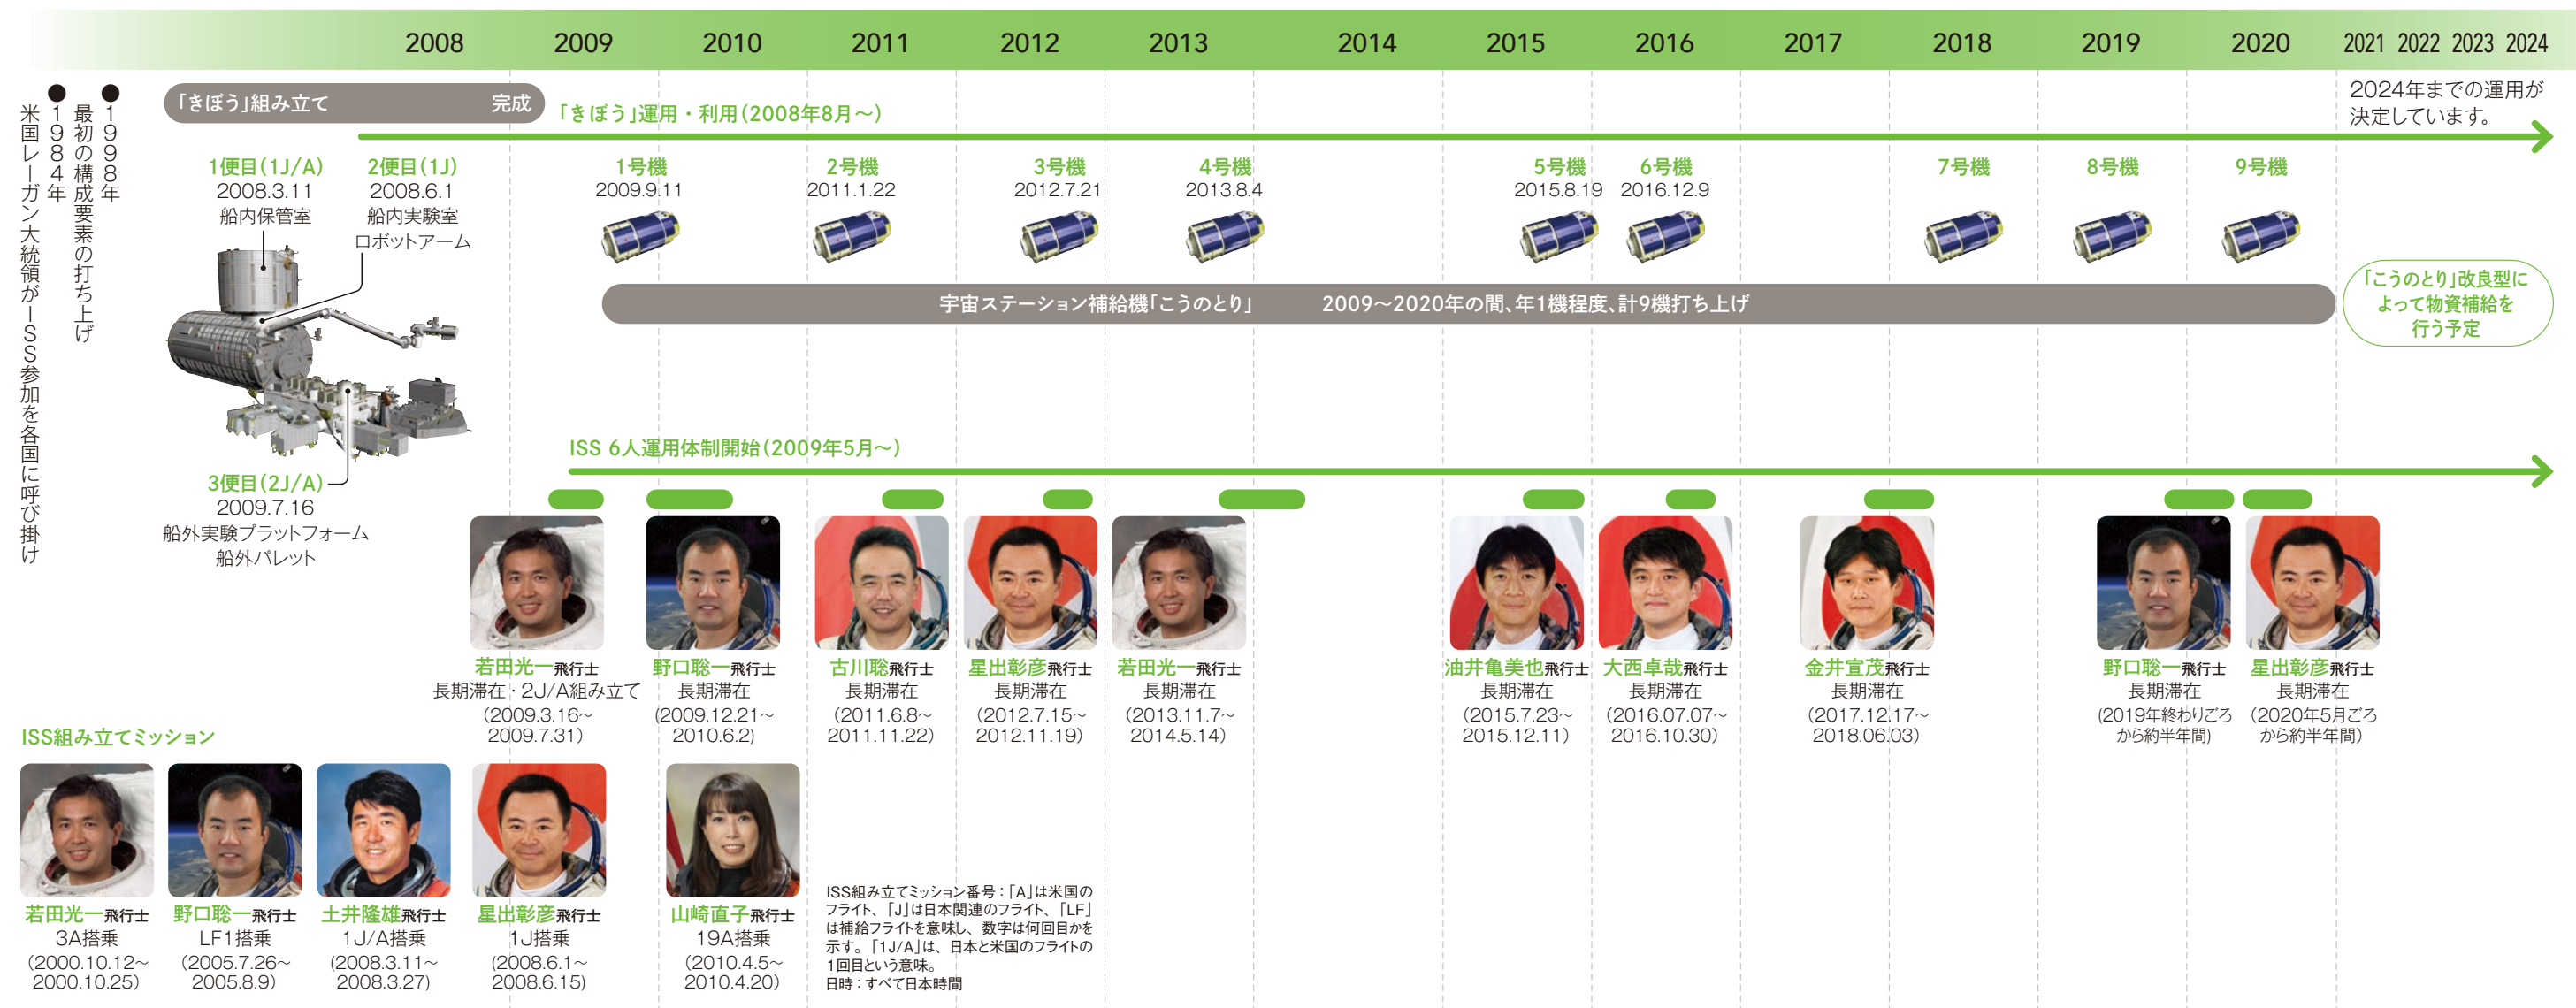 2008 2009 2010 2011 2012 2013 2014 2015 2016 2017 2018 2019 2020 2021 2022 2023 2024
●1998年
最初の構成要素の打ち上げ
●1984年
米国レーガン大統領がISS参加を各国に呼び掛け
「きぼう」組み立て 完成
「きぼう」運用・利用（2008年8月～）
2024年までの運用が
決定しています。
1便目（1J/A）
2008.3.11
船内保管室
2便目（1J）
2008.6.1
船内実験室
ロボットアーム
3便目（2J/A）
2009.7.16
船外実験プラットフォーム
船外パレット
1号機
2009.9.11
2号機
2011.1.22
3号機
2012.7.21
4号機
2013.8.4
5号機
2015.8.19
6号機
2016.12.9
7号機
8号機
9号機
宇宙ステーション補給機「こうのとり」 2009～2020年の間、年1機程度、計9機打ち上げ
「こうのとり」改良型に
よって物資補給を
行う予定
ISS 6人運用体制開始（2009年5月～）
若田光一飛行士
長期滞在・2J/A組み立て
（2009.3.16～
2009.7.31）
野口聡一飛行士
長期滞在
（2009.12.21～
2010.6.2)
古川聡飛行士
長期滞在
（2011.6.8～
2011.11.22）
星出彰彦飛行士
長期滞在
（2012.7.15～
2012.11.19）
若田光一飛行士
長期滞在
（2013.11.7～
2014.5.14）
油井亀美也飛行士
長期滞在
（2015.7.23～
2015.12.11）
大西卓哉飛行士
長期滞在
（2016.07.07～
2016.10.30）
金井宣茂飛行士
長期滞在
（2017.12.17～
2018.06.03）
野口聡一飛行士
長期滞在
(2019年終わりごろ
から約半年間)
星出彰彦飛行士
長期滞在
（2020年5月ごろ
から約半年間）
ISS組み立てミッション
若田光一飛行士
3A搭乗
（2000.10.12～
2000.10.25）
野口聡一飛行士
LF1搭乗
（2005.7.26～
2005.8.9）
土井隆雄飛行士
1J/A搭乗
(2008.3.11～
2008.3.27)
星出彰彦飛行士
1J搭乗
(2008.6.1～
2008.6.15)
山崎直子飛行士
19A搭乗
（2010.4.5～
2010.4.20）
ISS組み立てミッション番号：「A」は米国の
フライト、「J」は日本関連のフライト、「LF」
は補給フライトを意味し、数字は何回目かを
示す。「1J/A」は、日本と米国のフライトの
1回目という意味。
日時：すべて日本時間